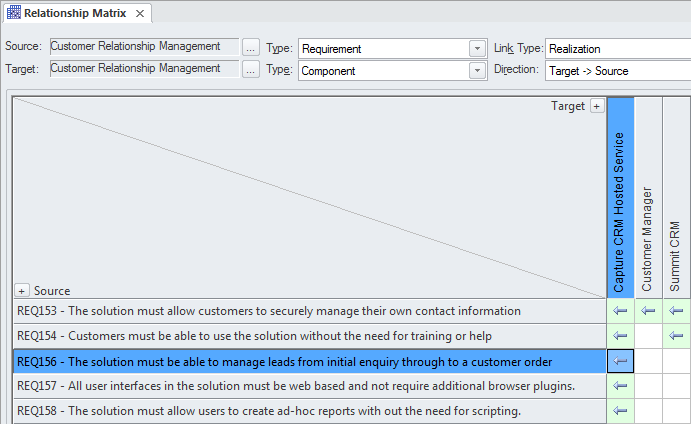 Relationship Matrix
Source: Customer Relationship Management ... Type: Requirement Link Type: Realization
Target: Customer Relationship Management ... Type: Component Direction: Target -> Source
Target +
Capture CRM Hosted Service
Customer Manager
Summit CRM
+ Source
REQ153 - The solution must allow customers to securely manage their own contact information
REQ154 - Customers must be able to use the solution without the need for training or help
REQ156 - The solution must be able to manage leads from initial enquiry through to a customer order
REQ157 - All user interfaces in the solution must be web based and not require additional browser plugins.
REQ158 - The solution must allow users to create ad-hoc reports with out the need for scripting.